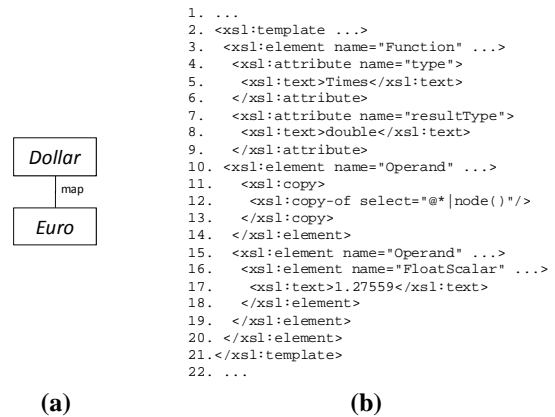 Dollar
map
Euro
(a)
1. ...
2. <xsl:template ...>
3.  <xsl:element name="Function" ...>
4.   <xsl:attribute name="type">
5.    <xsl:text>Times</xsl:text>
6.   </xsl:attribute>
7.   <xsl:attribute name="resultType">
8.    <xsl:text>double</xsl:text>
9.   </xsl:attribute>
10. <xsl:element name="Operand" ...>
11.   <xsl:copy>
12.    <xsl:copy-of select="@*|node()"/>
13.   </xsl:copy>
14.  </xsl:element>
15.  <xsl:element name="Operand" ...>
16.   <xsl:element name="FloatScalar" ...>
17.    <xsl:text>1.27559</xsl:text>
18.   </xsl:element>
19.  </xsl:element>
20. </xsl:element>
21.</xsl:template>
22. ...
(b)